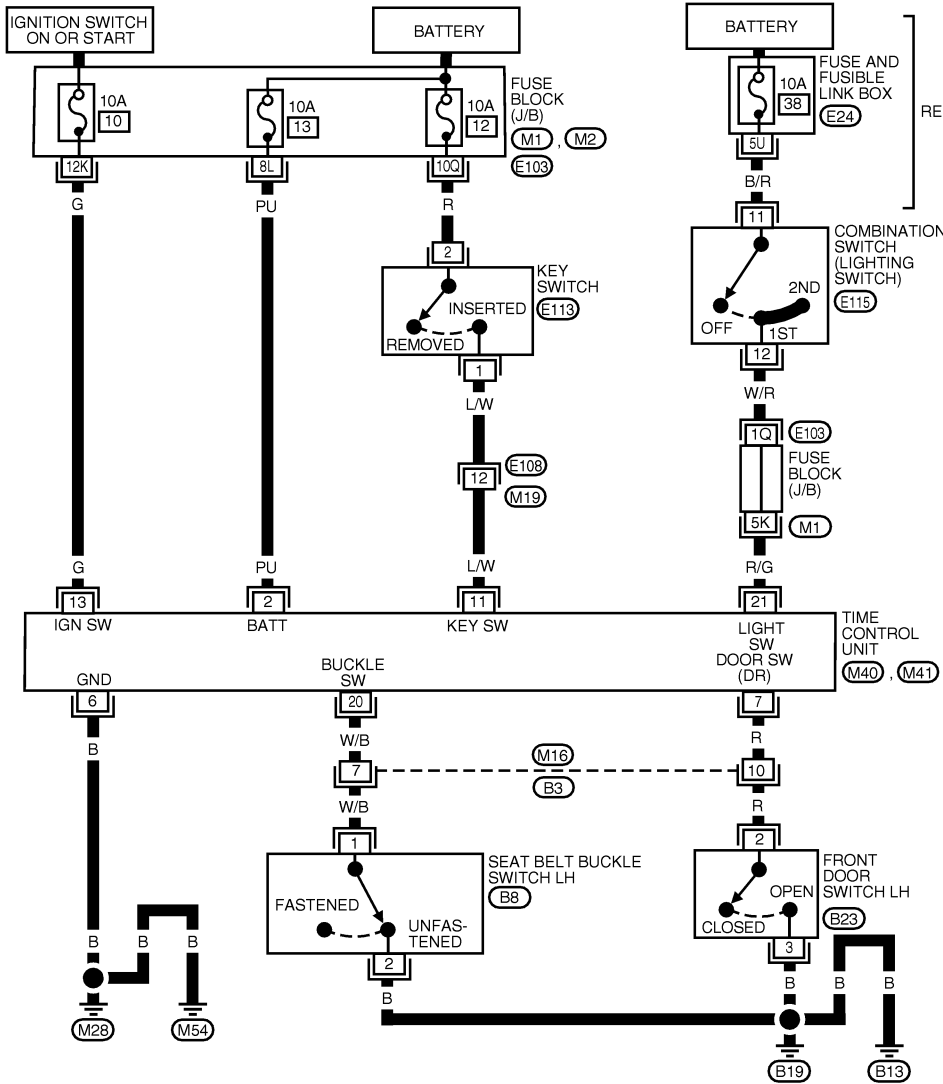 IGNITION SWITCH
ON OR START
BATTERY
BATTERY
10A
10
10A
13
10A
12
FUSE
BLOCK
(J/B)
M1 , M2
E103
10A
38
FUSE AND
FUSIBLE
LINK BOX
E24
RE
12K
8L
10Q
5U
G
PU
R
B/R
2
11
KEY
SWITCH
E113
INSERTED
REMOVED
COMBINATION
SWITCH
(LIGHTING
SWITCH)
E115
2ND
OFF
1ST
1
12
L/W
W/R
12
E108
M19
1Q
E103
FUSE
BLOCK
(J/B)
5K
M1
G
PU
L/W
R/G
13
2
11
21
IGN SW
BATT
KEY SW
LIGHT
SW
DOOR SW
(DR)
TIME
CONTROL
UNIT
M40 , M41
GND
BUCKLE
SW
6
20
7
B
W/B
R
7
M16
B3
10
W/B
R
1
2
SEAT BELT BUCKLE
SWITCH LH
B8
FASTENED
UNFAS-
TENED
FRONT
DOOR
SWITCH LH
B23
OPEN
CLOSED
2
3
B
B
B
B
B
B
B
M28
M54
B19
B13